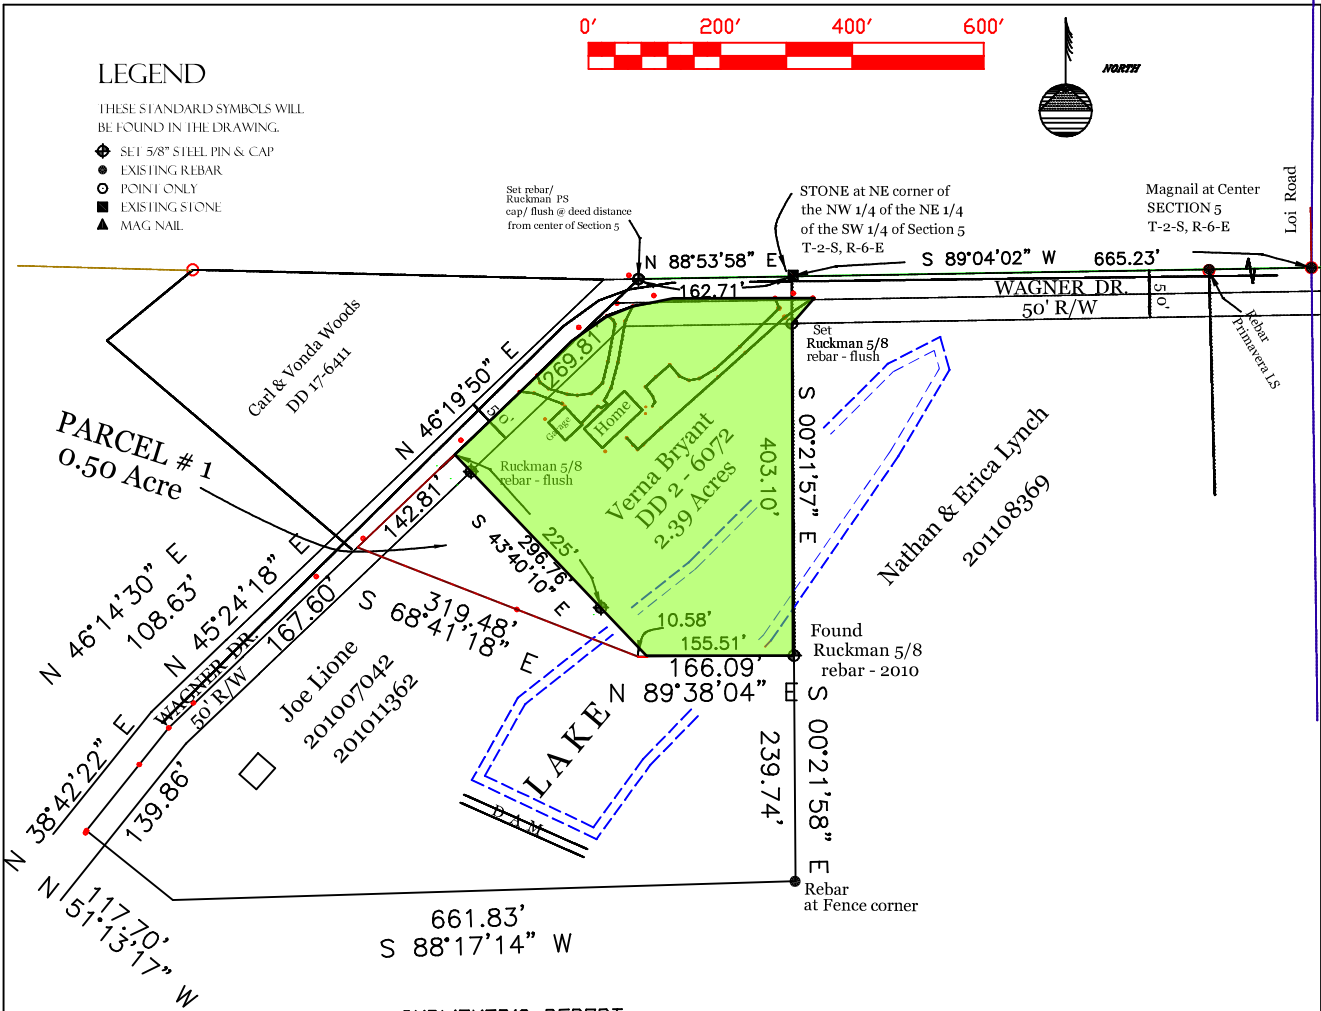 0' 200' 400' 600'
NORTH
LEGEND
THESE STANDARD SYMBOLS WILL
BE FOUND IN THE DRAWING.
SET 5/8" STEEL PIN & CAP
EXISTING REBAR
POINT ONLY
EXISTING STONE
MAG NAIL
Set rebar/
Ruckman PS
cap/ flush @ deed distance
from center of Section 5
STONE at NE corner of
the NW 1/4 of the NE 1/4
of the SW 1/4 of Section 5
T-2-S, R-6-E
Magnail at Center
SECTION 5
T-2-S, R-6-E
Loi Road
N 88°53'58" E
162.71'
S 89°04'02" W 665.23'
WAGNER DR.
50' R/W
50'
Rebar
Primavera LS
Set
Ruckman 5/8
rebar - flush
Carl & Vonda Woods
DD 17-6411
N 46°19'50" E
269.81'
50'
Garage
Home
PARCEL # 1
0.50 Acre
Ruckman 5/8
rebar - flush
Verna Bryant
DD 2 - 6072
2.39 Acres
403.10'
S 00°21'57" E
Nathan & Erica Lynch
201108369
142.81'
225'
296.76'
S 43°40'10" E
N 46°14'30" E
108.63'
N 45°24'18" E
167.60'
WAGNER DR.
50' R/W
319.48'
S 68°41'18" E
10.58'
155.51'
166.09'
N 89°38'04" E
Found
Ruckman 5/8
rebar - 2010
Joe Lione
201007042
201011362
LAKE
DAM
239.74'
S 00°21'58" E
N 38°42'22" E
139.86'
117.70'
N 51°13'17" W
Rebar
at Fence corner
661.83'
S 88°17'14" W